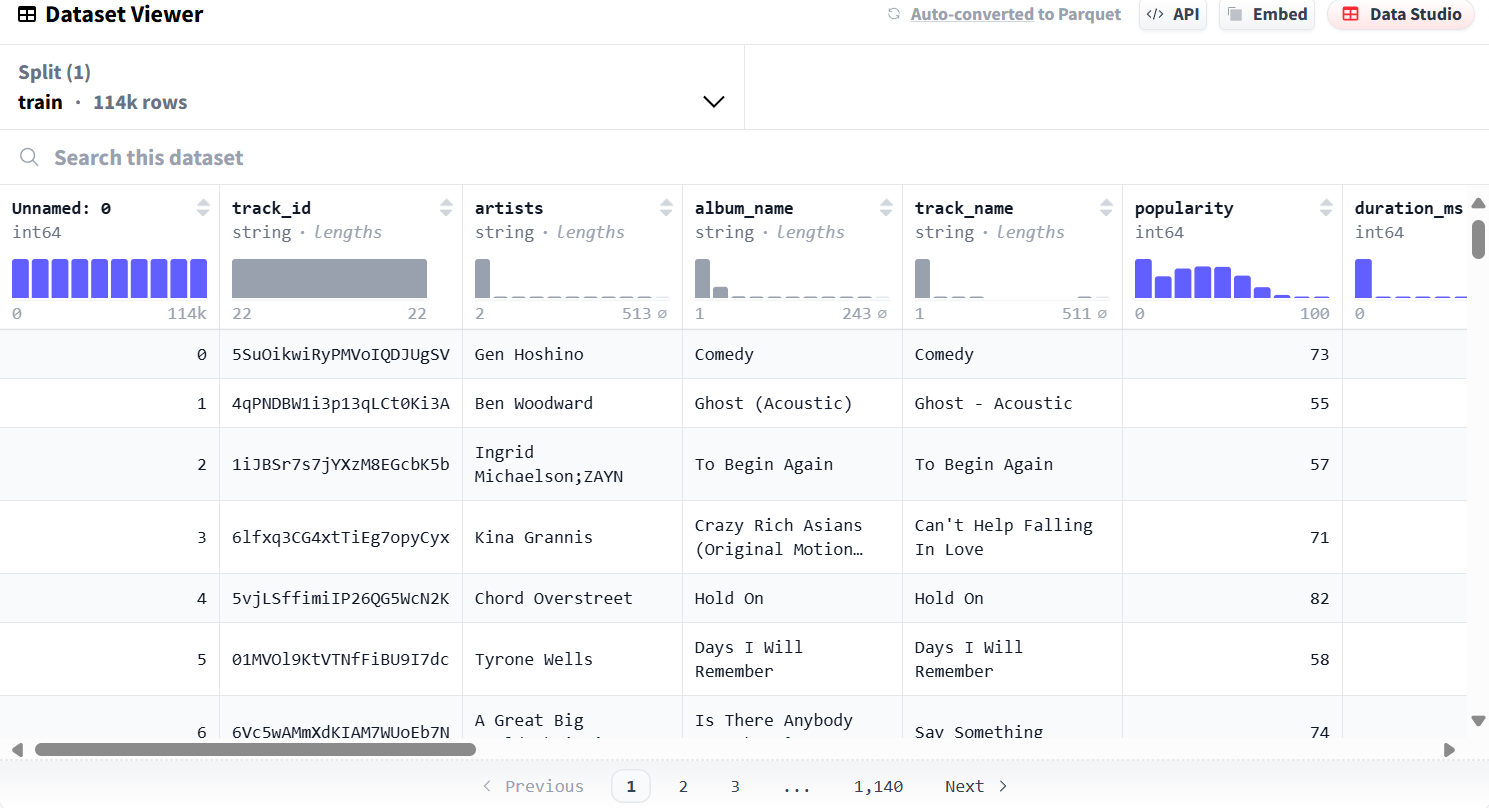 Dataset Viewer
Auto-converted to Parquet
API
Embed
Data Studio
Split (1)
train · 114k rows
Search this dataset
Unnamed: 0 track_id artists album_name track_name popularity duration_ms
int64 string · lengths string · lengths string · lengths string · lengths int64 int64
0 114k 22 22 2 513 ⌀ 1 243 ⌀ 1 511 ⌀ 0 100 0
0 5SuOikwiRyPMVoIQDJUgSV Gen Hoshino Comedy Comedy 73
1 4qPNDBW1i3p13qLCt0Ki3A Ben Woodward Ghost (Acoustic) Ghost - Acoustic 55
2 1iJBSr7s7jYXzM8EGcbK5b Ingrid Michaelson;ZAYN To Begin Again To Begin Again 57
3 6lfxq3CG4xtTiEg7opyCyx Kina Grannis Crazy Rich Asians (Original Motion… Can't Help Falling In Love 71
4 5vjLSffimiIP26QG5WcN2K Chord Overstreet Hold On Hold On 82
5 01MVOl9KtVTNfFiBU9I7dc Tyrone Wells Days I Will Remember Days I Will Remember 58
6 6Vc5wAMmXdKIAM7WUoEb7N A Great Big Is There Anybody Say Something 74
Previous 1 2 3 ... 1,140 Next